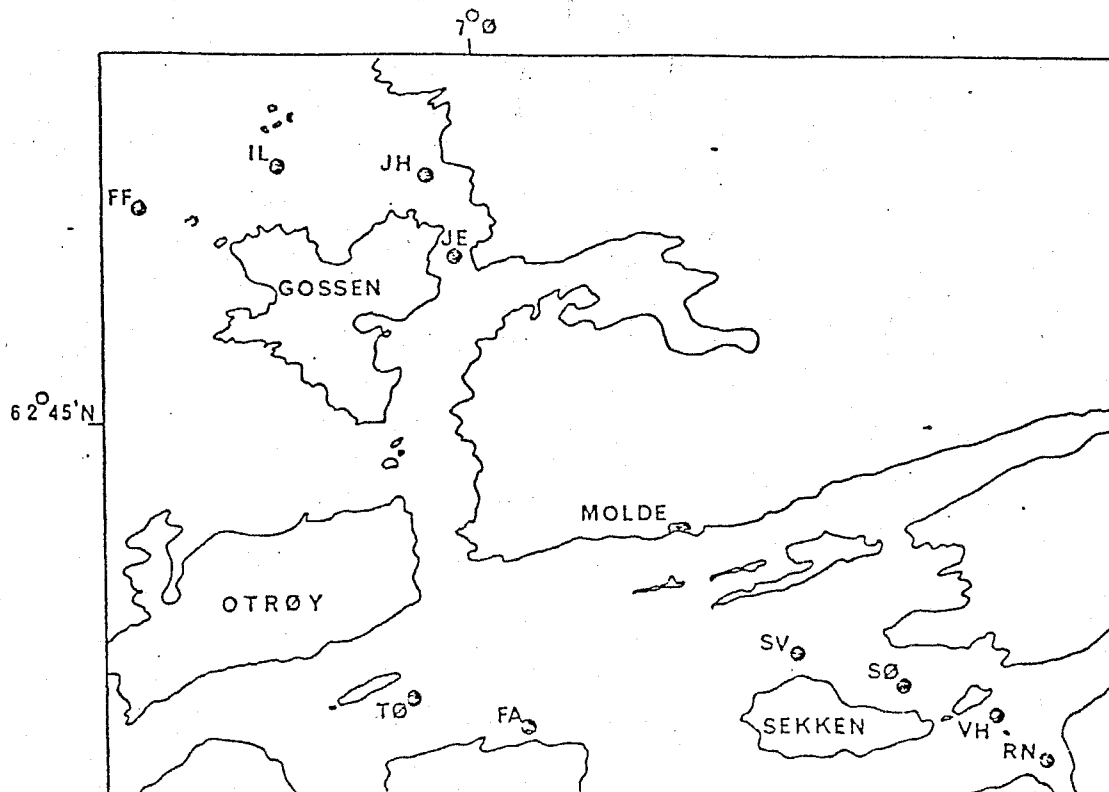 7°Ø
IL
JH
FF
JE
GOSSEN
62°45'N
MOLDE
OTRØY
SV
SØ
TØ
FA
SEKKEN
VH
RN